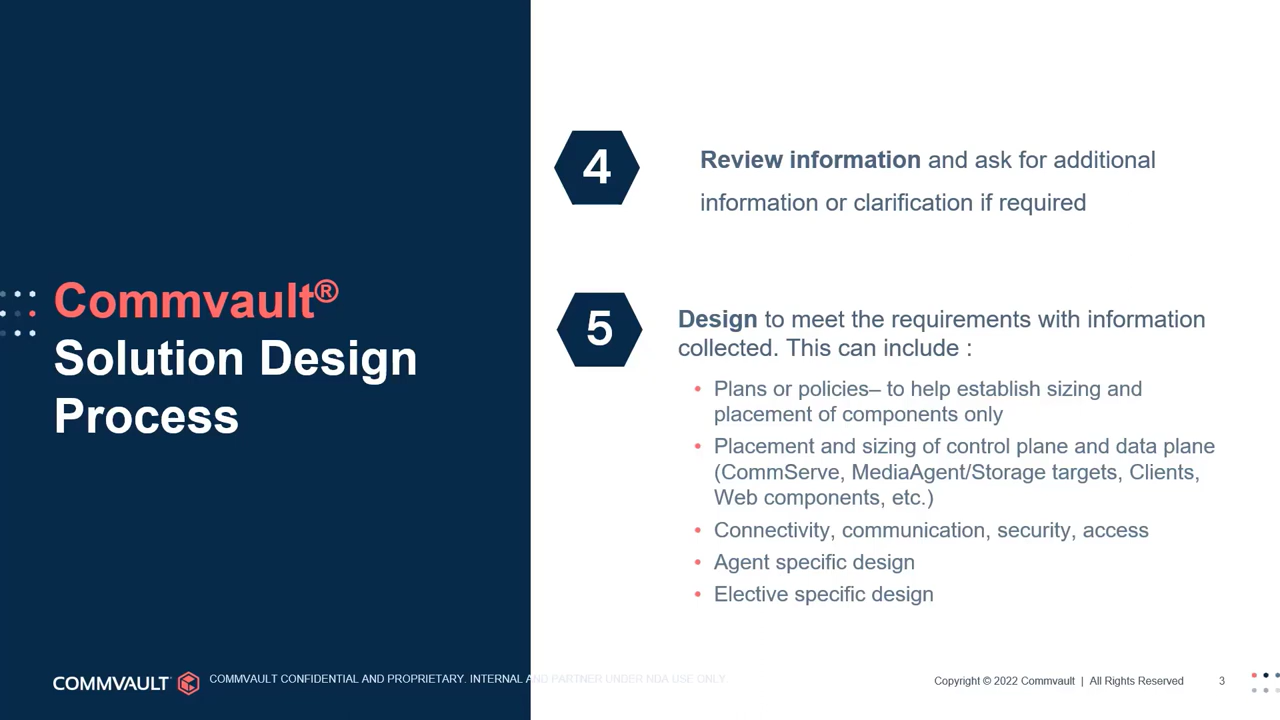 Commvault®
Solution Design
Process
4
Review information and ask for additional
information or clarification if required
5
Design to meet the requirements with information
collected. This can include :
• Plans or policies– to help establish sizing and
placement of components only
• Placement and sizing of control plane and data plane
(CommServe, MediaAgent/Storage targets, Clients,
Web components, etc.)
• Connectivity, communication, security, access
• Agent specific design
• Elective specific design
COMMVAULT
COMMVAULT CONFIDENTIAL AND PROPRIETARY. INTERNAL AND PARTNER UNDER NDA USE ONLY.
Copyright © 2022 Commvault | All Rights Reserved
3